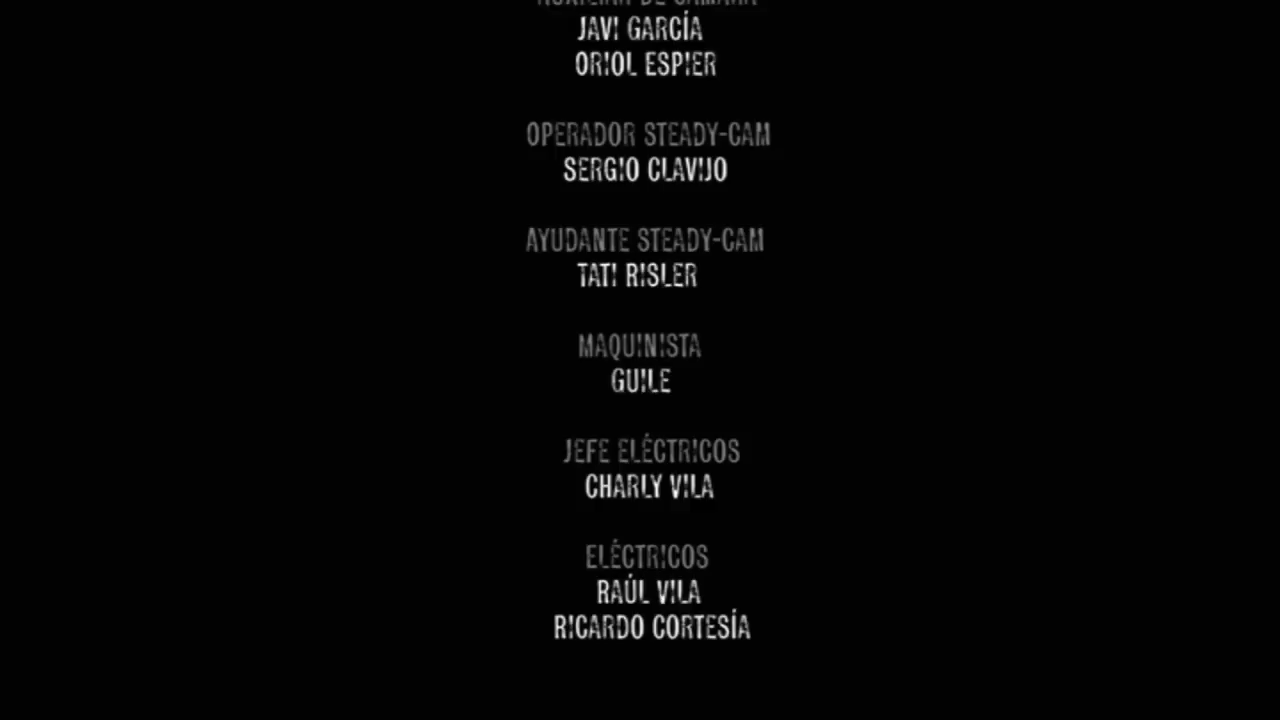 JAVI GARCÍA
ORIOL ESPIER
OPERADOR STEADY-CAM
SERGIO CLAVIJO
AYUDANTE STEADY-CAM
TATI RISLER
MAQUINISTA
GUILE
JEFE ELÉCTRICOS
CHARLY VILA
ELÉCTRICOS
RAÚL VILA
RICARDO CORTESÍA